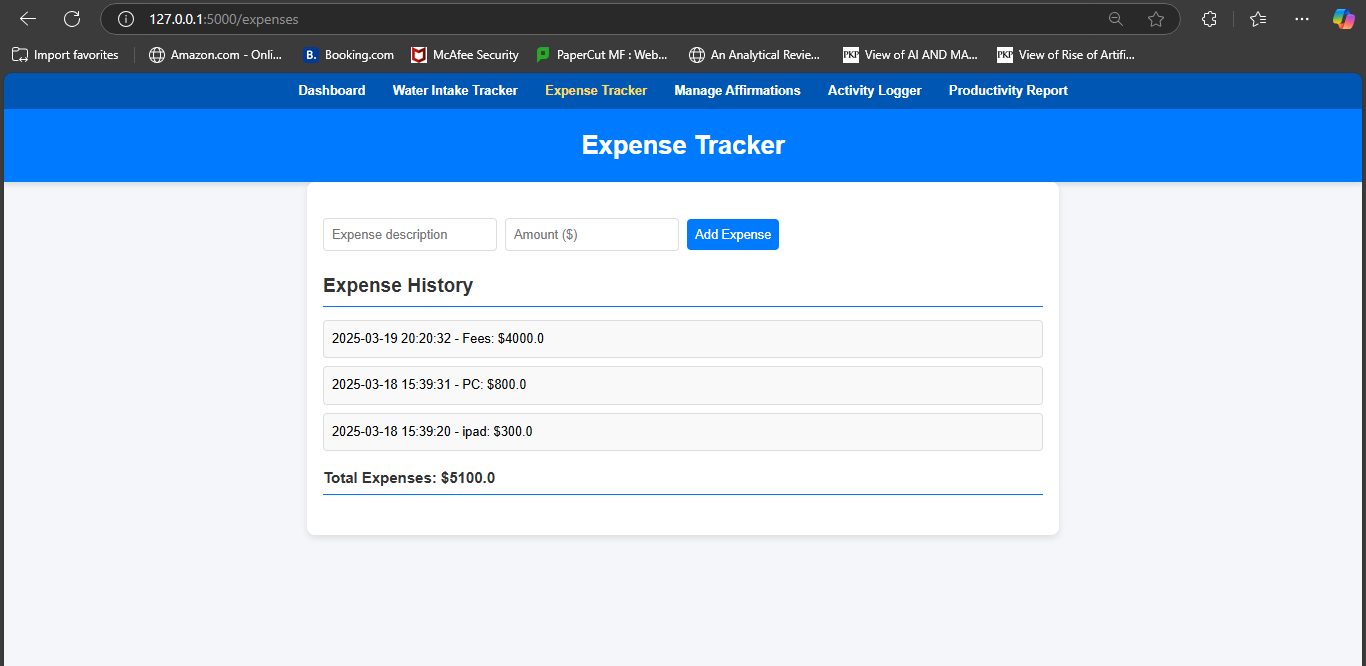 127.0.0.1:5000/expenses
Import favorites Amazon.com - Onli... B. Booking.com McAfee Security PaperCut MF : Web... An Analytical Revie... PKP View of AI AND MA... PKP View of Rise of Artifi...
Dashboard Water Intake Tracker Expense Tracker Manage Affirmations Activity Logger Productivity Report
Expense Tracker
Expense description Amount ($) Add Expense
Expense History
2025-03-19 20:20:32 - Fees: $4000.0
2025-03-18 15:39:31 - PC: $800.0
2025-03-18 15:39:20 - ipad: $300.0
Total Expenses: $5100.0